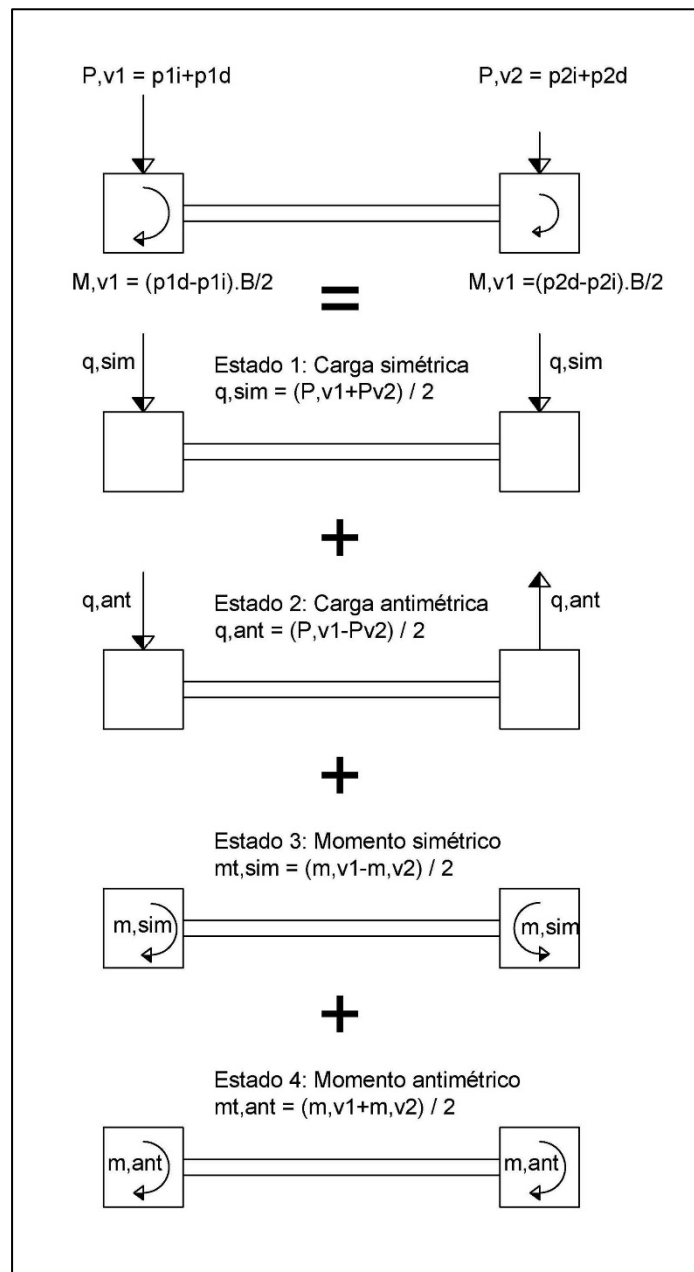 P,v1 = p1i+p1d
P,v2 = p2i+p2d
M,v1 = (p1d-p1i).B/2
M,v1 =(p2d-p2i).B/2
=
q,sim
q,sim
Estado 1: Carga simétrica
q,sim = (P,v1+Pv2) / 2
+
q,ant
q,ant
Estado 2: Carga antimétrica
q,ant = (P,v1-Pv2) / 2
+
Estado 3: Momento simétrico
mt,sim = (m,v1-m,v2) / 2
m,sim
m,sim
+
Estado 4: Momento antimétrico
mt,ant = (m,v1+m,v2) / 2
m,ant
m,ant